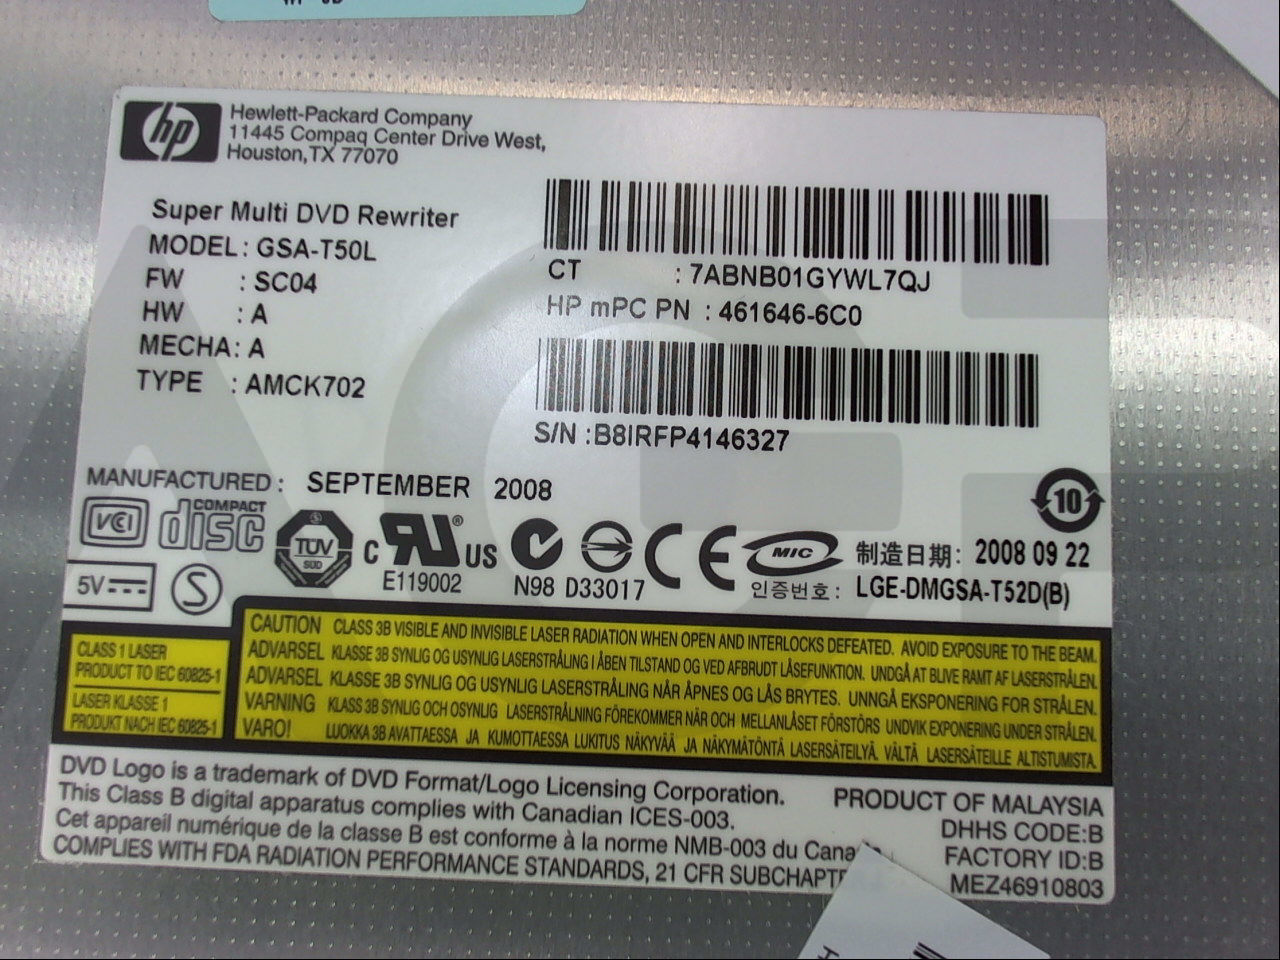 hp
Hewlett-Packard Company
11445 Compaq Center Drive West,
Houston,TX 77070
Super Multi DVD Rewriter
MODEL: GSA-T50L
FW : SC04
HW : A
MECHA: A
TYPE : AMCK702
CT : 7ABNB01GYWL7QJ
HP mPC PN : 461646-6C0
S/N :B8IRFP4146327
MANUFACTURED: SEPTEMBER 2008
10
VCI
COMPACT
disc
TÜV
SÜD
c RU® US
E119002
N98 D33017
CE
MIC
制造日期: 2008 09 22
인증번호: LGE-DMGSA-T52D(B)
5V
S
CLASS 1 LASER
PRODUCT TO IEC 60825-1
LASER KLASSE 1
PRODUKT NACH IEC 60825-1
CAUTION CLASS 3B VISIBLE AND INVISIBLE LASER RADIATION WHEN OPEN AND INTERLOCKS DEFEATED. AVOID EXPOSURE TO THE BEAM.
ADVARSEL KLASSE 3B SYNLIG OG USYNLIG LASERSTRÅLING I ÅBEN TILSTAND OG VED AFBRUDT LÅSEFUNKTION. UNDGÅ AT BLIVE RAMT AF LASERSTRÅLEN.
ADVARSEL KLASSE 3B SYNLIG OG USYNLIG LASERSTRÅLING NÅR ÅPNES OG LÅS BRYTES. UNNGÅ EKSPONERING FOR STRÅLEN.
VARNING KLASS 3B SYNLIG OCH OSYNLIG LASERSTRÅLNING FÖREKOMMER NÄR OCH MELLANLÅSET FÖRSTÖRS UNDVIK EXPONERING UNDER STRÅLEN.
VARO! LUOKKA 3B AVATTAESSA JA KUMOTTAESSA LUKITUS NÄKYVÄÄ JA NÄKYMÄTÖNTÄ LASERSÄTEILYÄ. VÄLTÄ LASERSÄTEILLE ALTISTUMISTA.
DVD Logo is a trademark of DVD Format/Logo Licensing Corporation.
This Class B digital apparatus complies with Canadian ICES-003.
Cet appareil numérique de la classe B est conforme à la norme NMB-003 du
COMPLIES WITH FDA RADIATION PERFORMANCE STANDARDS, 21 CFR
PRODUCT OF MALAYSIA
DHHS CODE:B
FACTORY ID:B
MEZ46910803